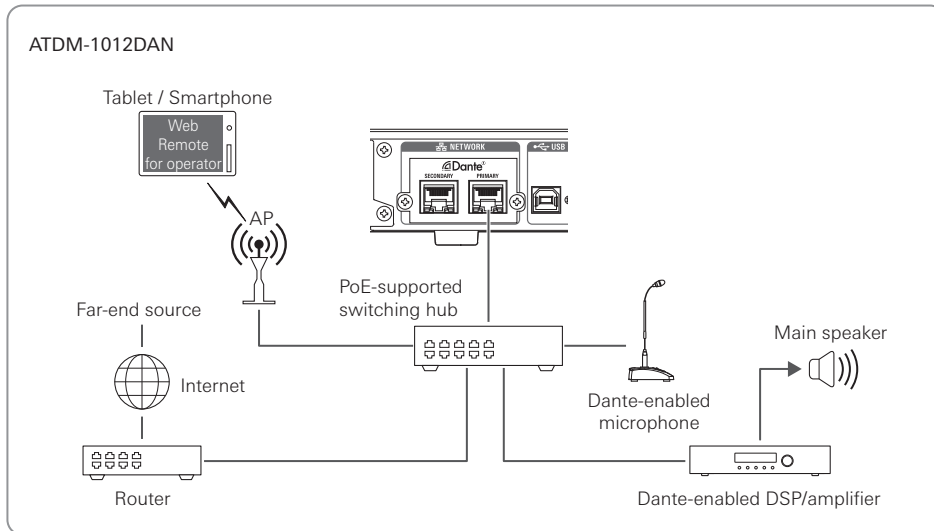 ATDM-1012DAN
Tablet / Smartphone
Web
Remote
for operator
NETWORK
USB
Dante
SECONDARY
PRIMARY
AP
PoE-supported
switching hub
Far-end source
Main speaker
Internet
Dante-enabled
microphone
Router
Dante-enabled DSP/amplifier